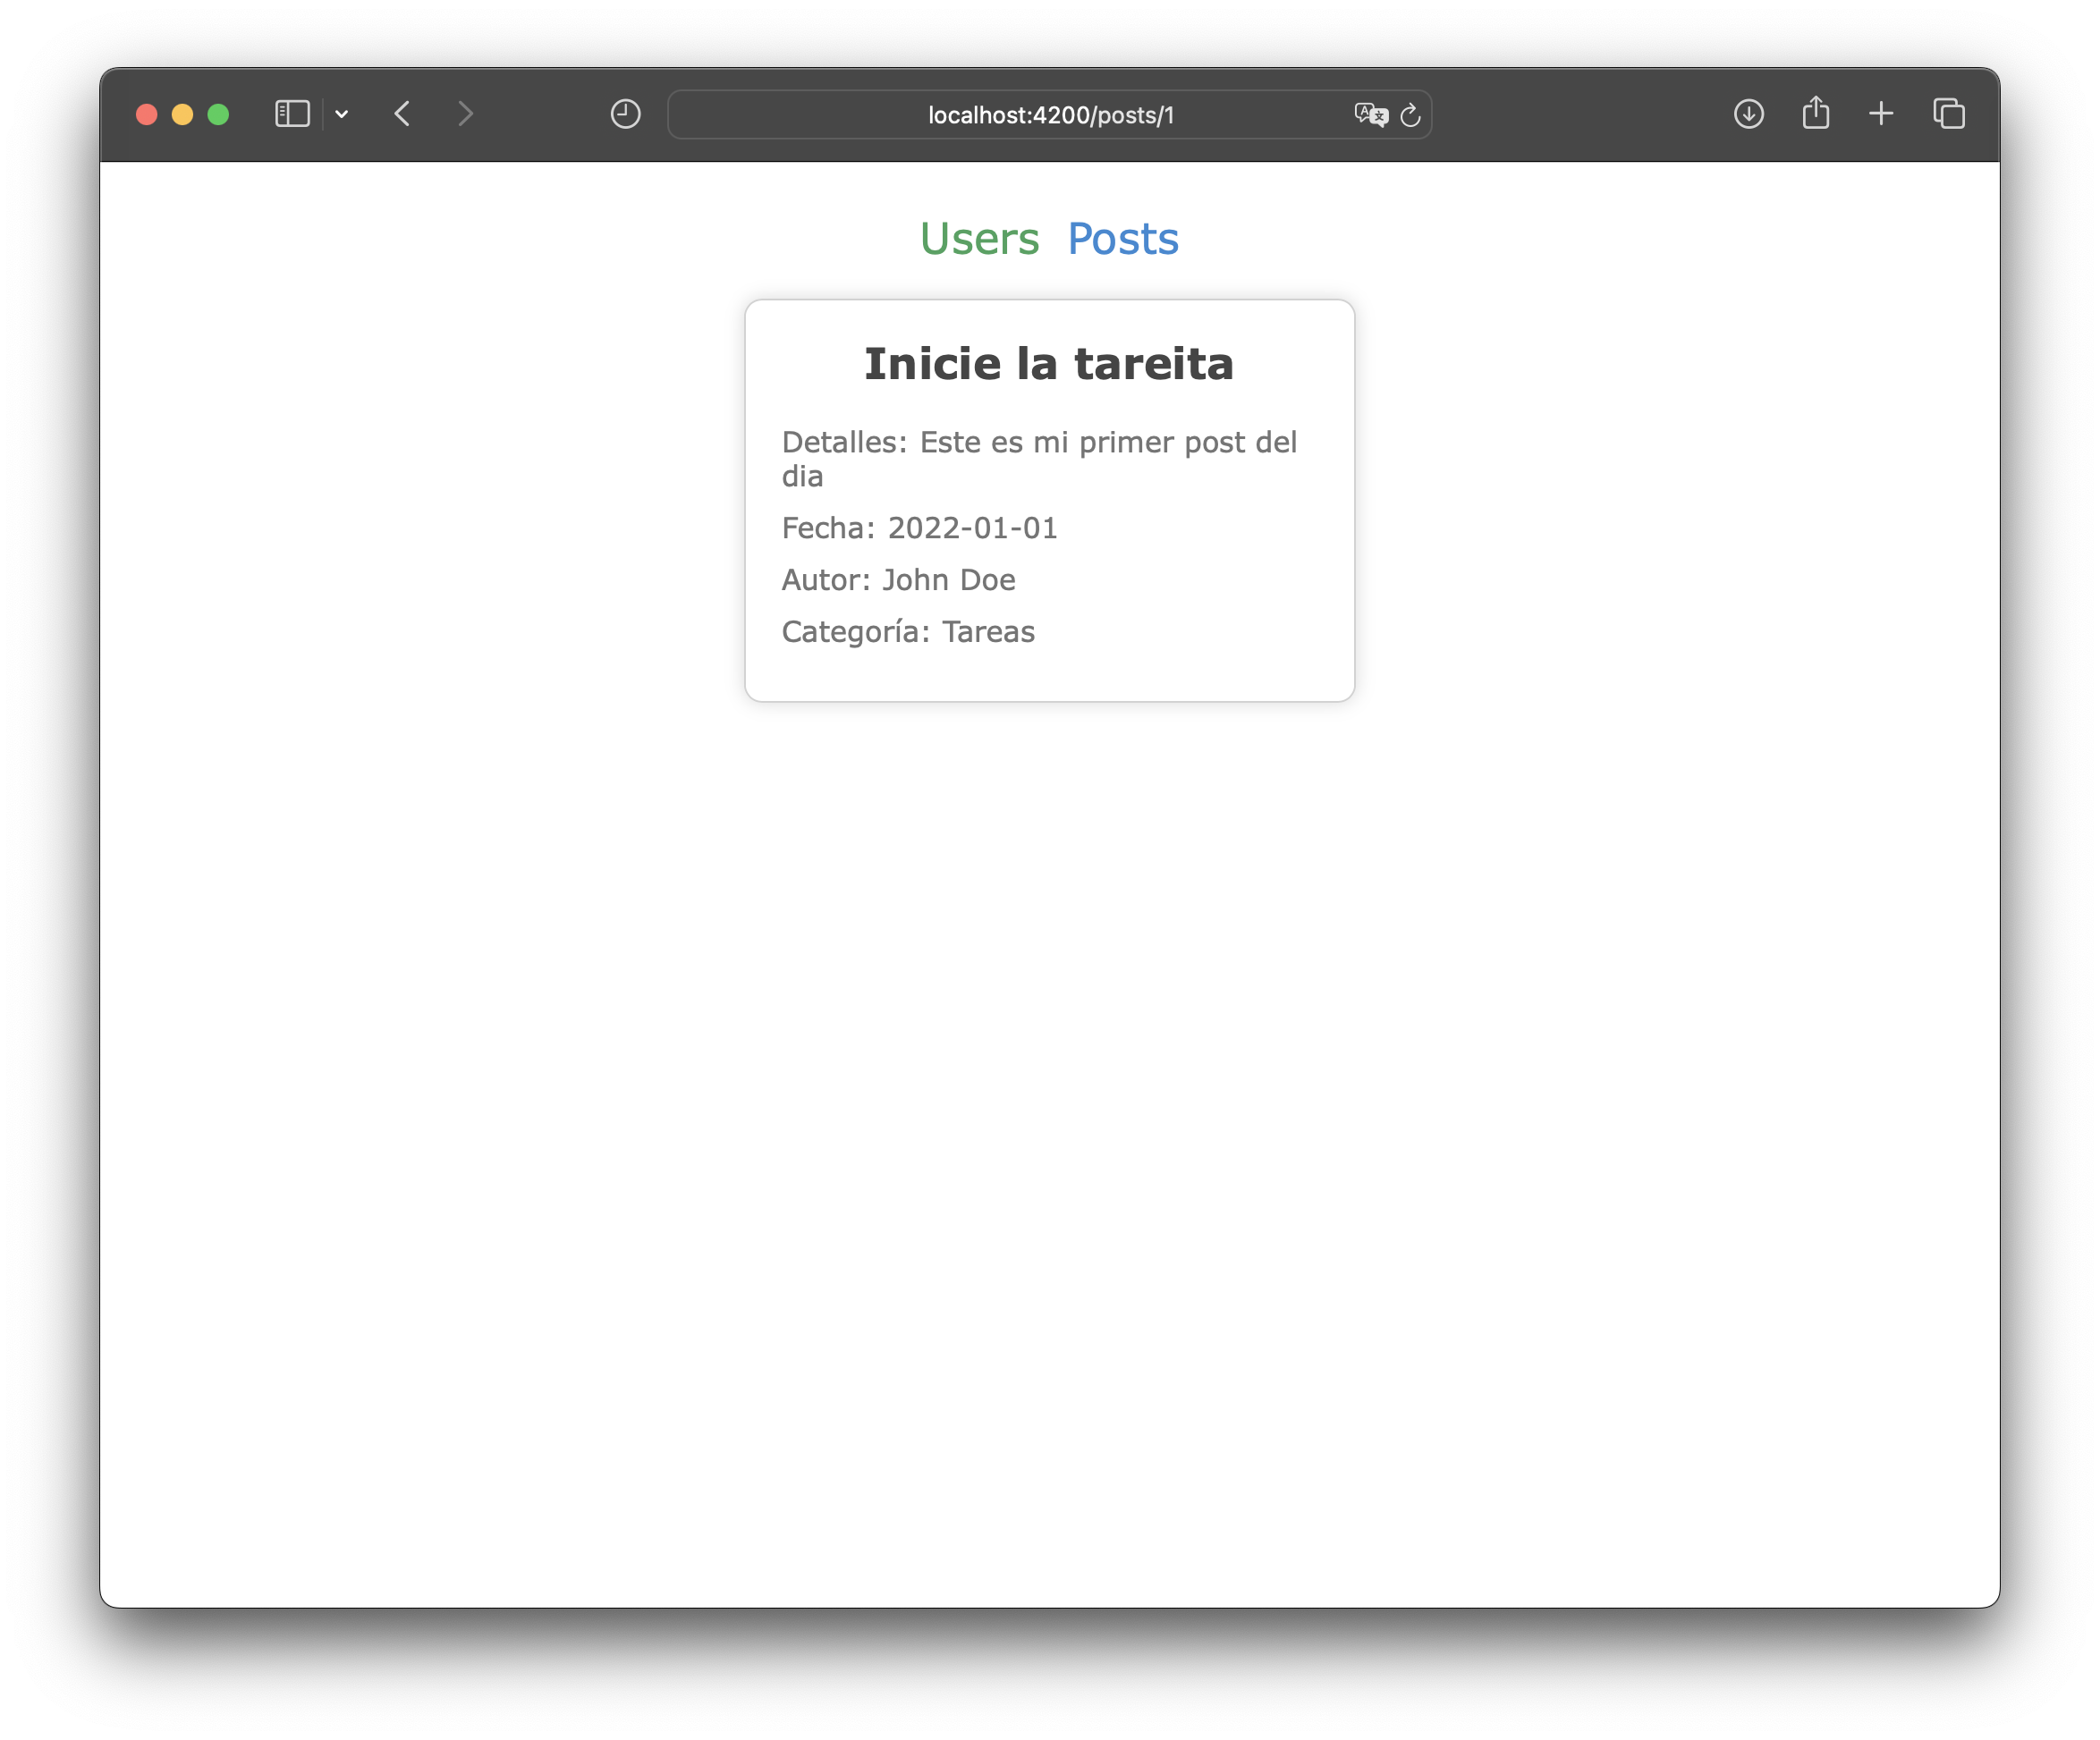 localhost:4200/posts/1
Users Posts
Inicie la tareita
Detalles: Este es mi primer post del
dia
Fecha: 2022-01-01
Autor: John Doe
Categoría: Tareas